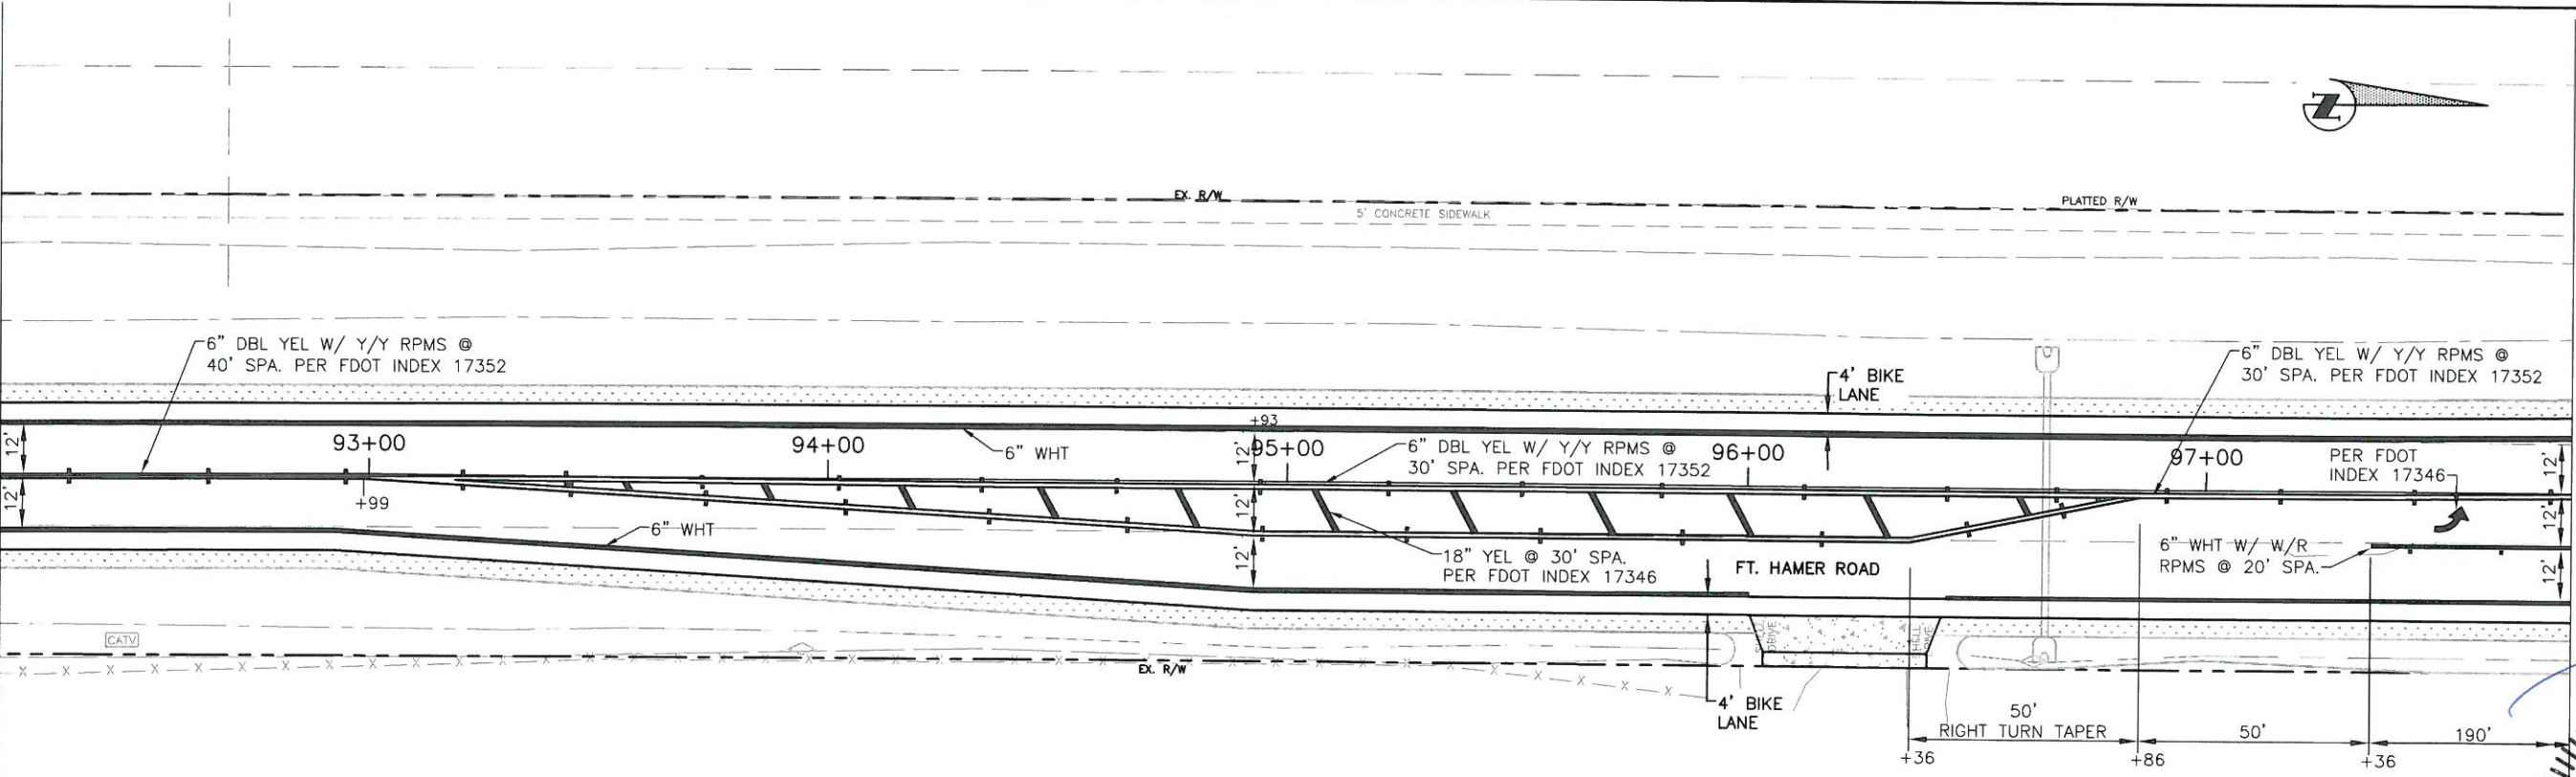 N
EX. R/W
PLATTED R/W
5' CONCRETE SIDEWALK
6" DBL YEL W/ Y/Y RPMS @
40' SPA. PER FDOT INDEX 17352
6" DBL YEL W/ Y/Y RPMS @
30' SPA. PER FDOT INDEX 17352
4' BIKE
LANE
+93
12'
93+00
94+00
95+00
96+00
97+00
6" WHT
12'
6" DBL YEL W/ Y/Y RPMS @
30' SPA. PER FDOT INDEX 17352
PER FDOT
INDEX 17346
12'
12'
+99
12'
12'
6" WHT
12'
18" YEL @ 30' SPA.
PER FDOT INDEX 17346
FT. HAMER ROAD
6" WHT W/ W/R
RPMS @ 20' SPA.
12'
CATV
DRIVE
EX. R/W
4' BIKE
LANE
50'
RIGHT TURN TAPER
50'
190'
+36
+86
+36